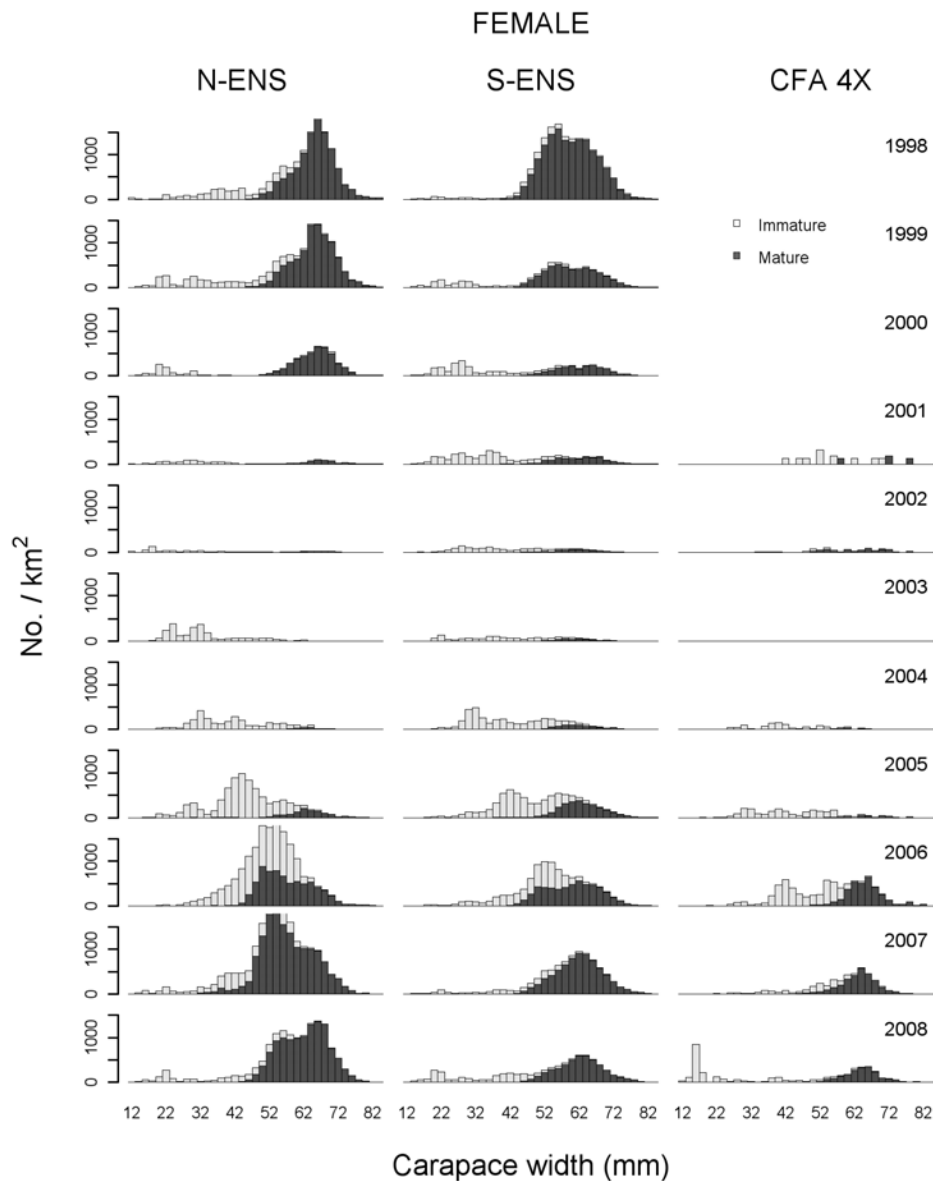 FEMALE
N-ENS S-ENS CFA 4X
0 1000 1998
Immature
Mature
0 1000 1999
0 1000 2000
0 1000 2001
0 1000 2002
0 1000 2003
0 1000 2004
0 1000 2005
0 1000 2006
0 1000 2007
0 1000 2008
No. / km²
12 22 32 42 52 62 72 82 12 22 32 42 52 62 72 82 12 22 32 42 52 62 72 82
Carapace width (mm)